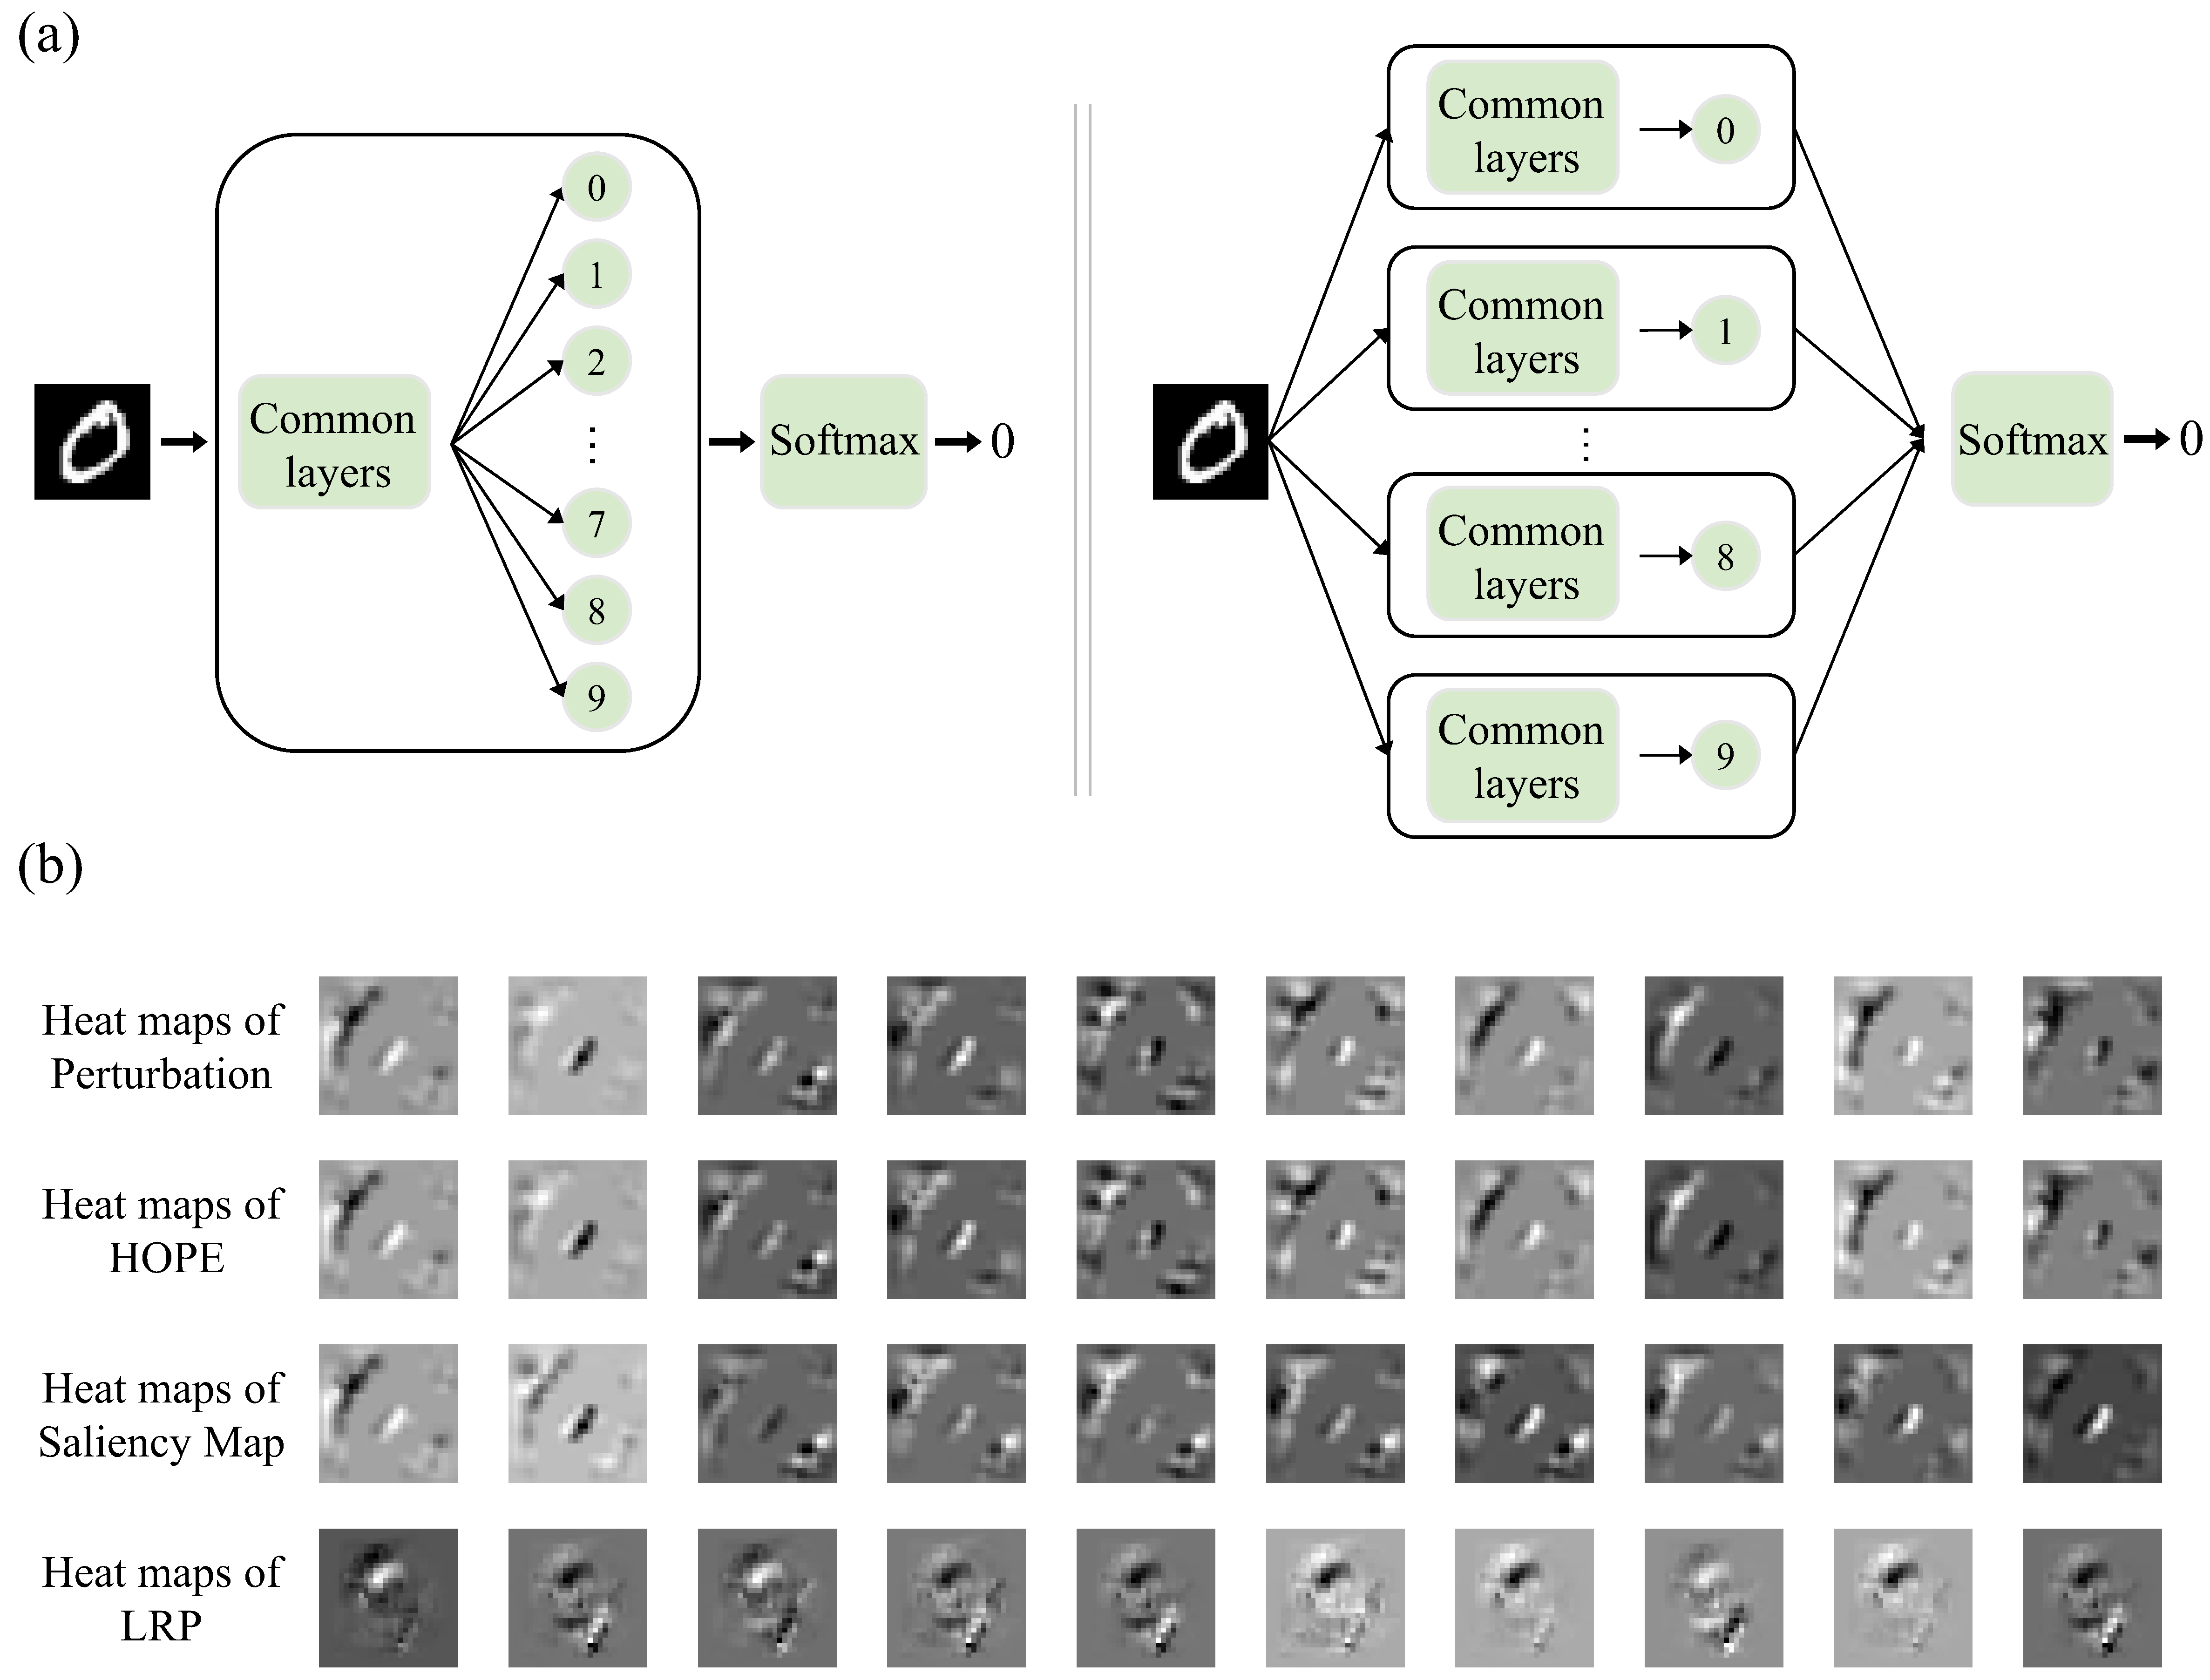 (a)
0
1
2
⋮
7
8
9
Common
layers
Softmax
0
Common
layers
0
Common
layers
1
⋮
Common
layers
8
Common
layers
9
Softmax
0
(b)
Heat maps of
Perturbation
Heat maps of
HOPE
Heat maps of
Saliency Map
Heat maps of
LRP